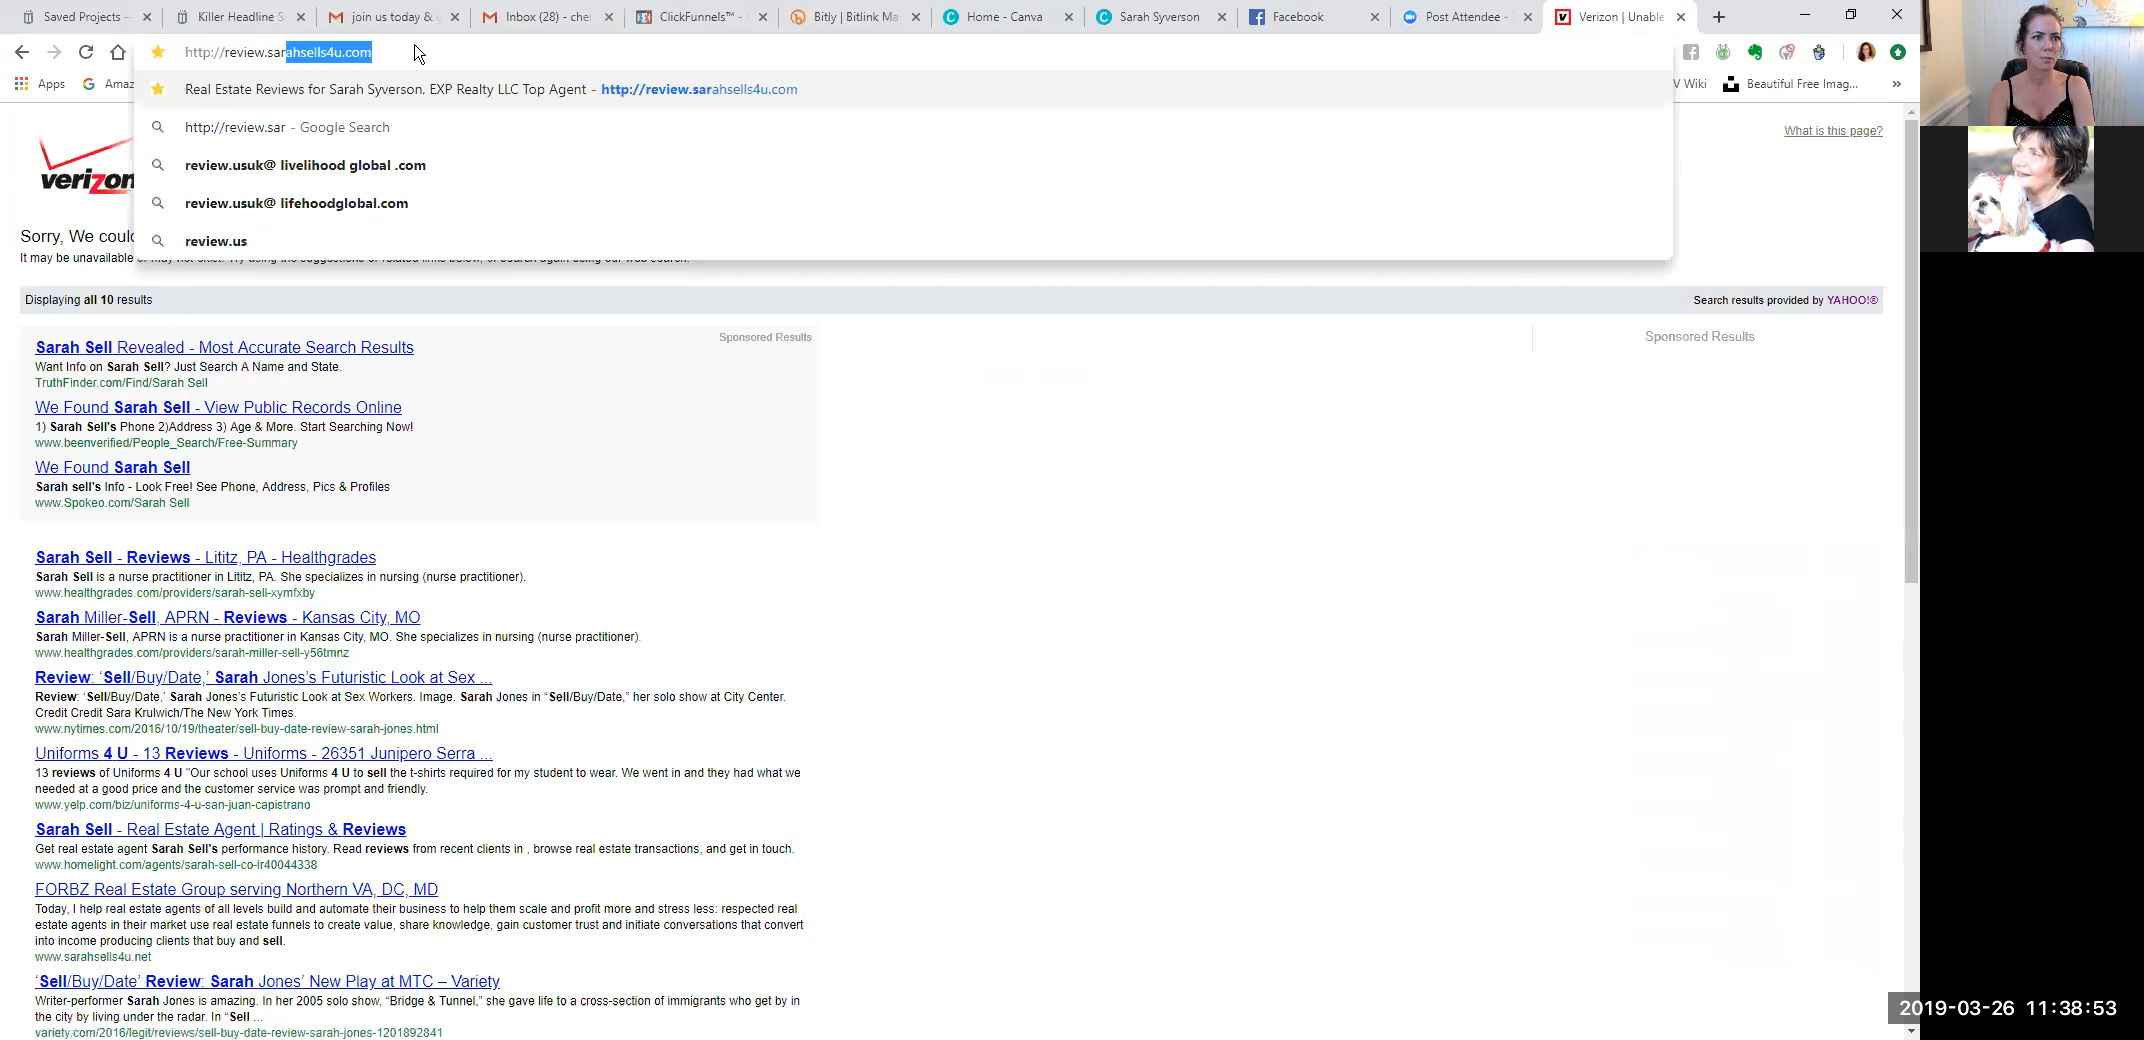 Saved Projects –
Killer Headline S
join us today &
Inbox (28) - cher
ClickFunnels™ -
Bitly | Bitlink Ma
Home - Canva
Sarah Syverson
Facebook
Post Attendee -
Verizon | Unable
http://review.sarahsells4u.com
Real Estate Reviews for Sarah Syverson, EXP Realty LLC Top Agent - http://review.sarahsells4u.com
http://review.sar - Google Search
review.usuk@ livelihood global .com
review.usuk@ lifehoodglobal.com
review.us
Apps
Amaz
V Wiki
Beautiful Free Imag...
»
What is this page?
verizon
Sorry, We could
It may be unavailable or may not exist. Try using the suggestions or related links below, or search again using our web search.
Displaying all 10 results
Search results provided by YAHOO!®
Sponsored Results
Sponsored Results
Sarah Sell Revealed - Most Accurate Search Results
Want Info on Sarah Sell? Just Search A Name and State.
TruthFinder.com/Find/Sarah Sell
We Found Sarah Sell - View Public Records Online
1) Sarah Sell's Phone 2)Address 3) Age & More. Start Searching Now!
www.beenverified/People_Search/Free-Summary
We Found Sarah Sell
Sarah sell's Info - Look Free! See Phone, Address, Pics & Profiles
www.Spokeo.com/Sarah Sell
Sarah Sell - Reviews - Lititz, PA - Healthgrades
Sarah Sell is a nurse practitioner in Lititz, PA. She specializes in nursing (nurse practitioner).
www.healthgrades.com/providers/sarah-sell-xymfxby
Sarah Miller-Sell, APRN - Reviews - Kansas City, MO
Sarah Miller-Sell, APRN is a nurse practitioner in Kansas City, MO. She specializes in nursing (nurse practitioner).
www.healthgrades.com/providers/sarah-miller-sell-y56tmnz
Review: ‘Sell/Buy/Date,’ Sarah Jones’s Futuristic Look at Sex ...
Review: ‘Sell/Buy/Date,’ Sarah Jones’s Futuristic Look at Sex Workers. Image. Sarah Jones in “Sell/Buy/Date,” her solo show at City Center.
Credit Credit Sara Krulwich/The New York Times.
www.nytimes.com/2016/10/19/theater/sell-buy-date-review-sarah-jones.html
Uniforms 4 U - 13 Reviews - Uniforms - 26351 Junipero Serra ...
13 reviews of Uniforms 4 U "Our school uses Uniforms 4 U to sell the t-shirts required for my student to wear. We went in and they had what we
needed at a good price and the customer service was prompt and friendly.
www.yelp.com/biz/uniforms-4-u-san-juan-capistrano
Sarah Sell - Real Estate Agent | Ratings & Reviews
Get real estate agent Sarah Sell's performance history. Read reviews from recent clients in , browse real estate transactions, and get in touch.
www.homelight.com/agents/sarah-sell-co-ir40044338
FORBZ Real Estate Group serving Northern VA, DC, MD
Today, I help real estate agents of all levels build and automate their business to help them scale and profit more and stress less: respected real
estate agents in their market use real estate funnels to create value, share knowledge, gain customer trust and initiate conversations that convert
into income producing clients that buy and sell.
www.sarahsells4u.net
‘Sell/Buy/Date’ Review: Sarah Jones’ New Play at MTC – Variety
Writer-performer Sarah Jones is amazing. In her 2005 solo show, “Bridge & Tunnel,” she gave life to a cross-section of immigrants who get by in
the city by living under the radar. In “Sell ...
variety.com/2016/legit/reviews/sell-buy-date-review-sarah-jones-1201892841
2019-03-26 11:38:53